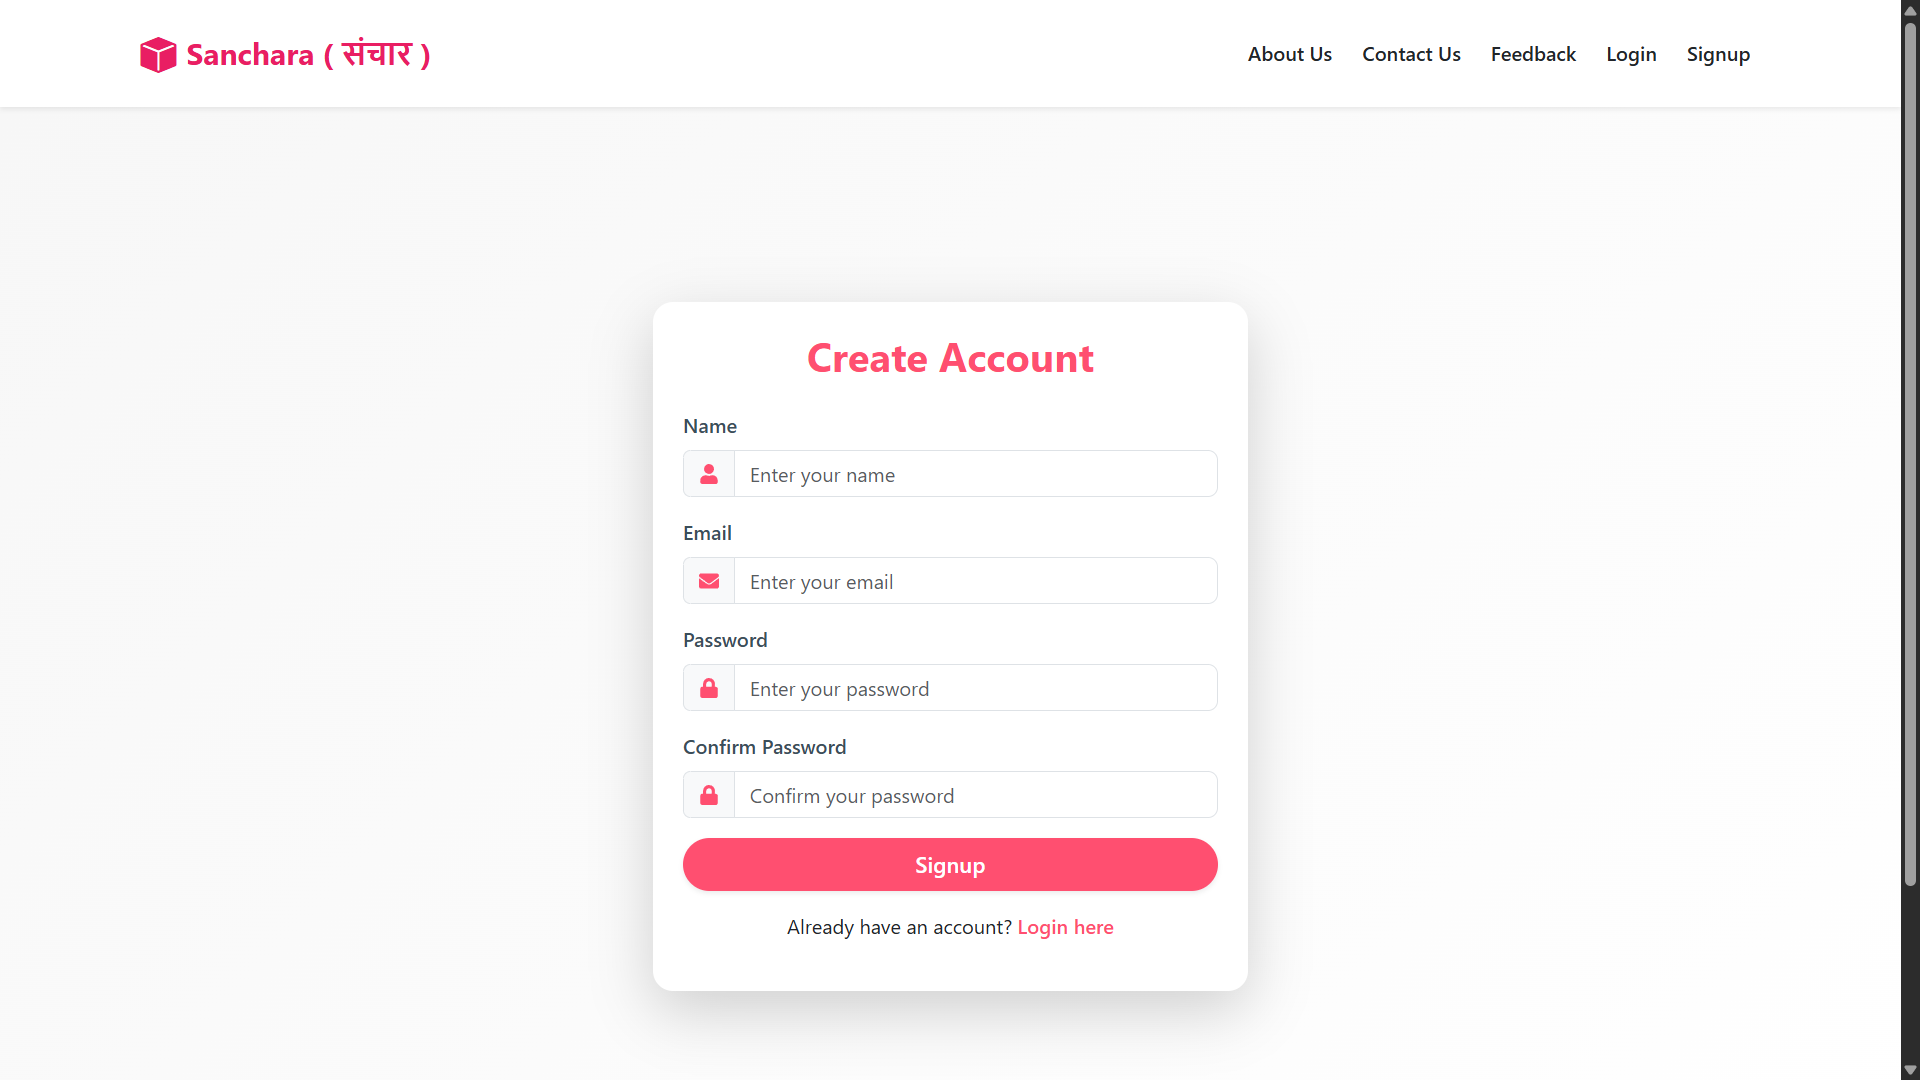 Sanchara ( संचार )
About Us
Contact Us
Feedback
Login
Signup
Create Account
Name
Enter your name
Email
Enter your email
Password
Enter your password
Confirm Password
Confirm your password
Signup
Already have an account? Login here